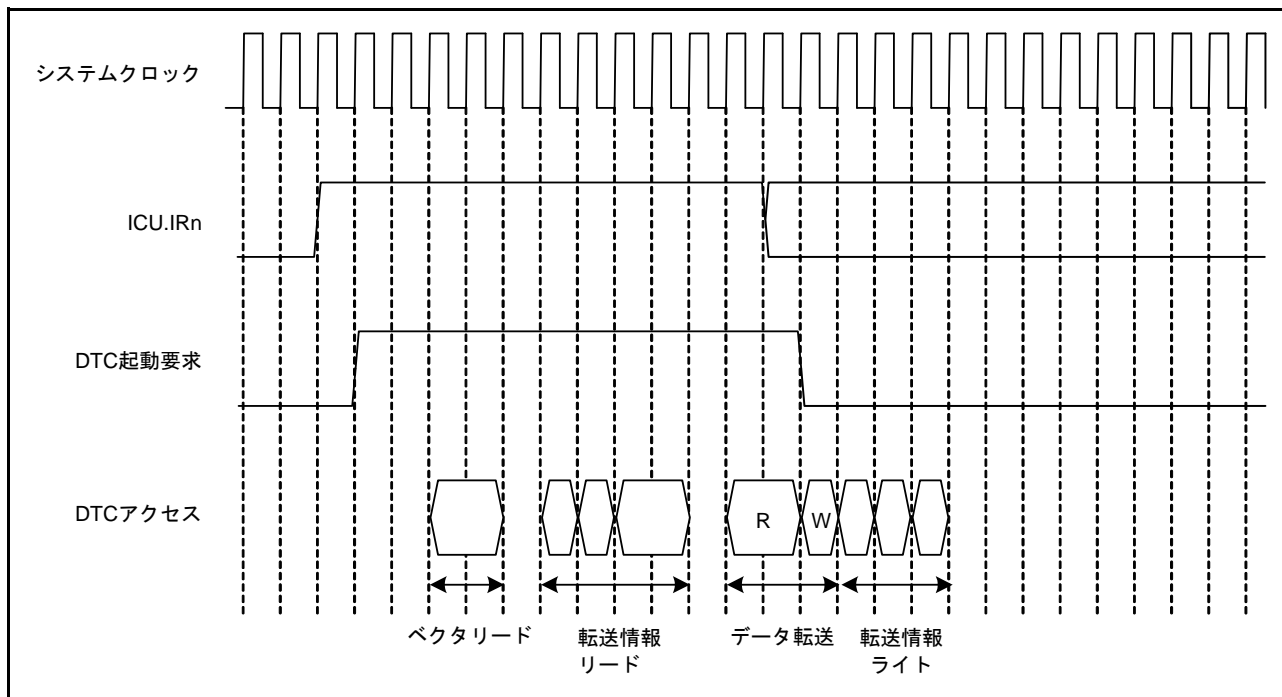 システムクロック
ICU.IRn
DTC起動要求
DTCアクセス
R
W
ベクタリード
転送情報
リード
データ転送
転送情報
ライト